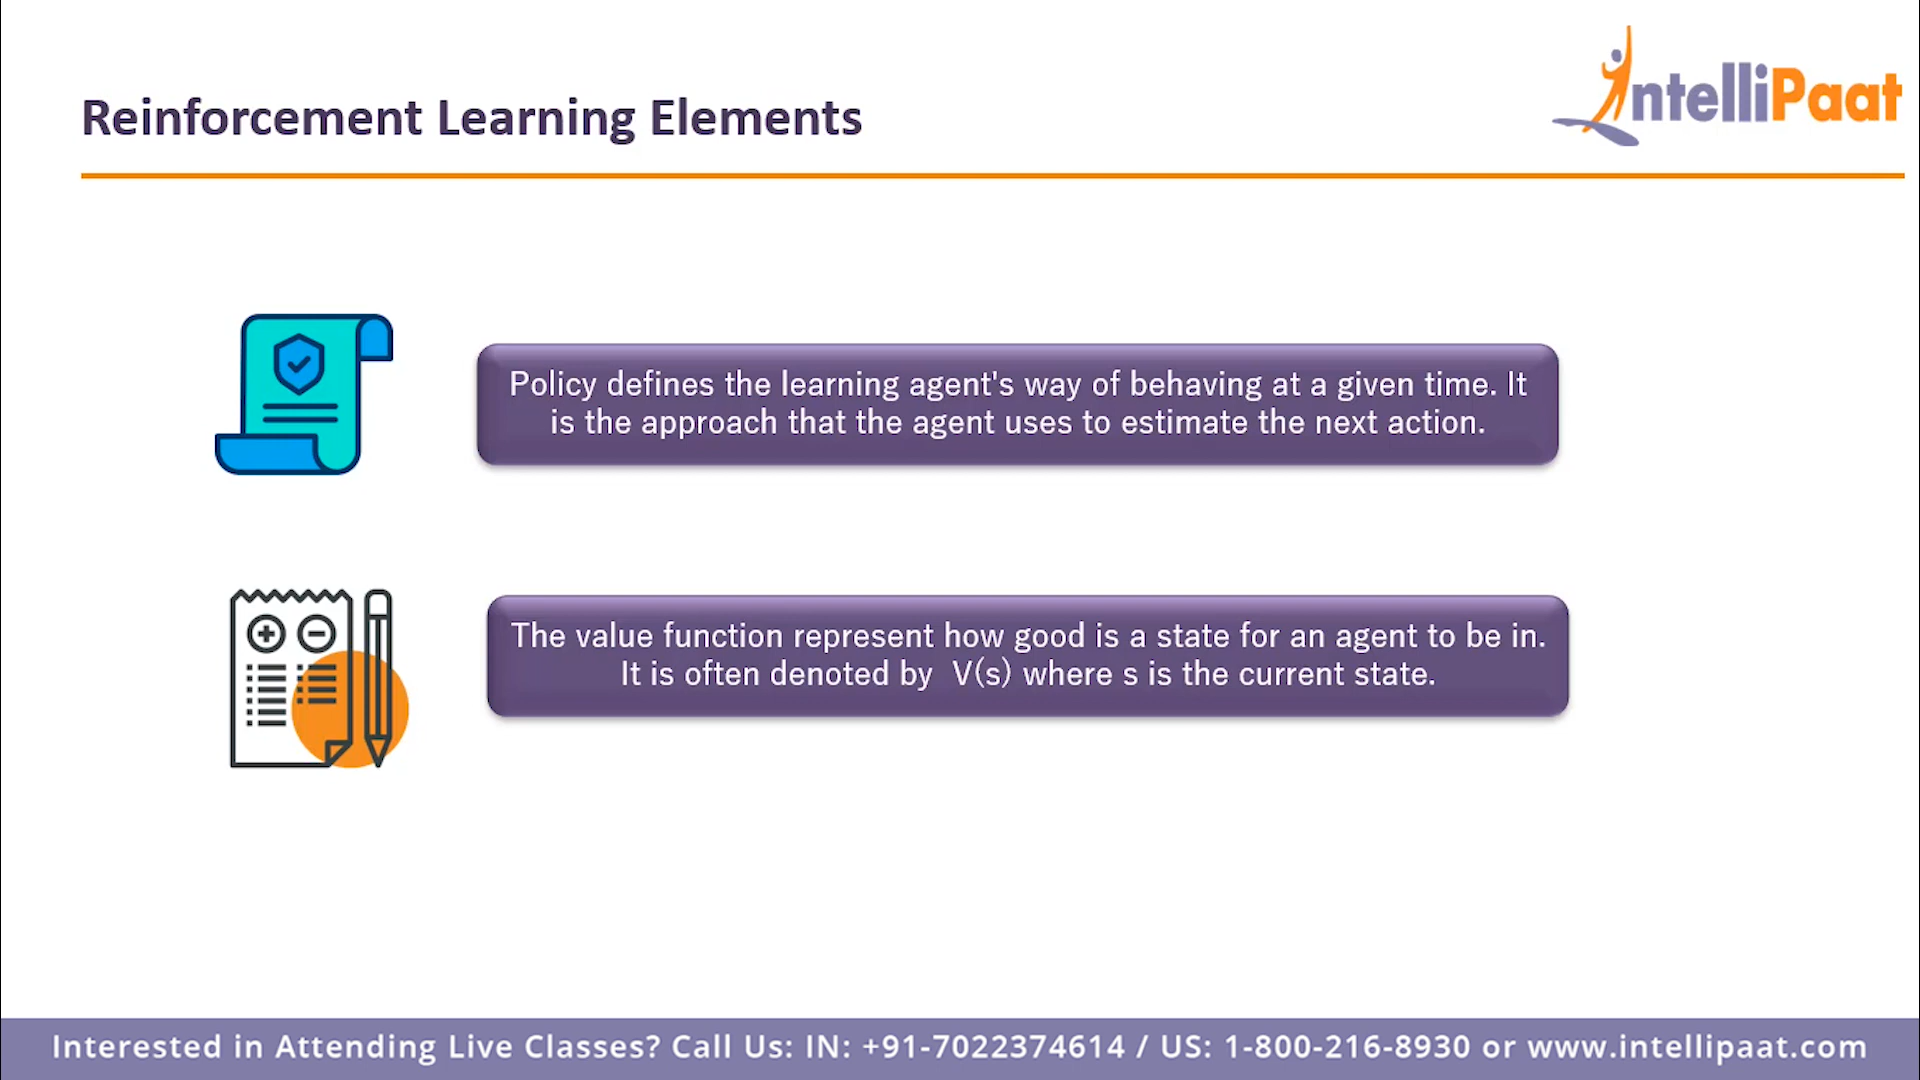 IntelliPaat
Reinforcement Learning Elements
Policy defines the learning agent's way of behaving at a given time. It
is the approach that the agent uses to estimate the next action.
The value function represent how good is a state for an agent to be in.
It is often denoted by  V(s) where s is the current state.
Interested in Attending Live Classes? Call Us: IN: +91-7022374614 / US: 1-800-216-8930 or www.intellipaat.com